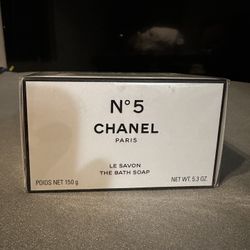 N°5
CHANEL
PARIS
LE SAVON
THE BATH SOAP
POIDS NET 150 g
NET WT. 5.3 OZ.